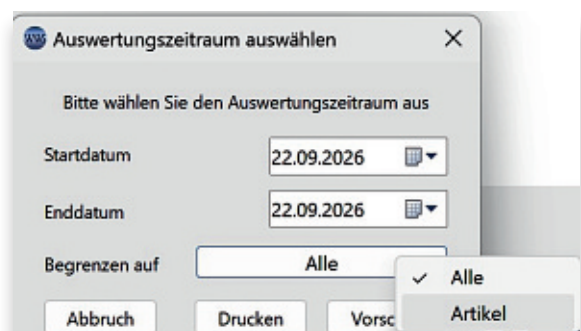 Auswertungszeitraum auswählen
Bitte wählen Sie den Auswertungszeitraum aus
Startdatum 22.09.2026
Enddatum 22.09.2026
Begrenzen auf Alle
Alle
Abbruch Drucken Vorsc Artikel